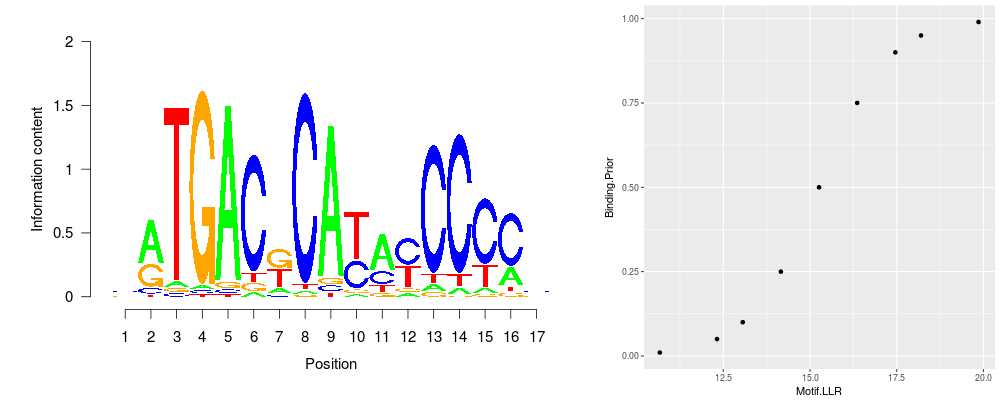 2
1.5
1
0.5
0
Information content
1 2 3 4 5 6 7 8 9 10 11 12 13 14 15 16 17
Position
A T G A C G C A T A C C C C C
G T C C T T T T A
1.00
0.75
0.50
0.25
0.00
Binding.Prior
12.5 15.0 17.5 20.0
Motif.LLR